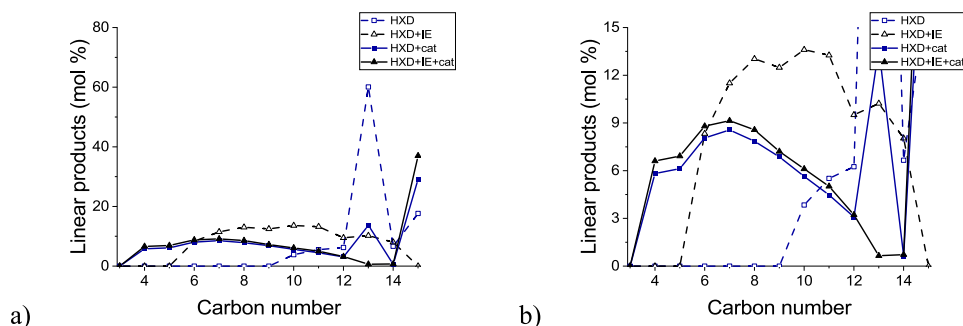 HXD
HXD+IE
HXD+cat
HXD+IE+cat
80
60
40
20
0
4 6 8 10 12 14
Linear products (mol %)
Carbon number
a)
HXD
HXD+IE
HXD+cat
HXD+IE+cat
15
12
9
6
3
0
4 6 8 10 12 14
Linear products (mol %)
Carbon number
b)